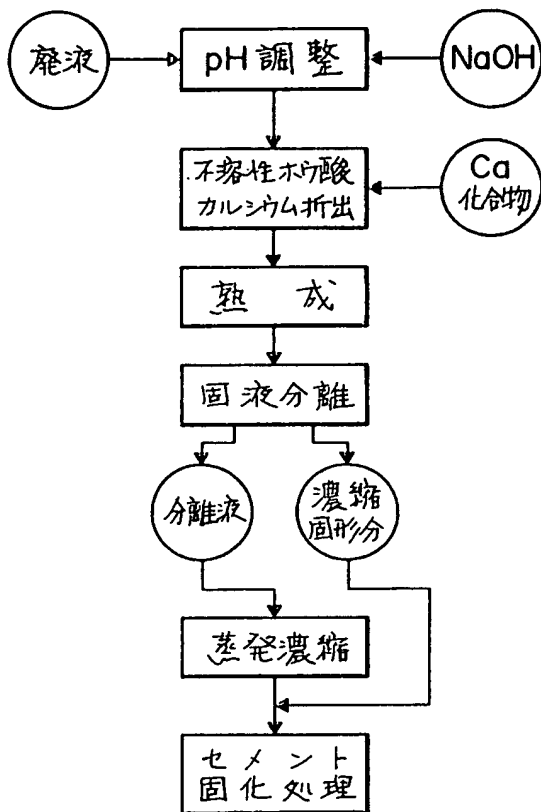 廃液
pH調整
NaOH
不溶性ホウ酸
カルシウム析出
Ca
化合物
熟成
固液分離
分離液
濃縮
固形分
蒸発濃縮
セメント
固化処理